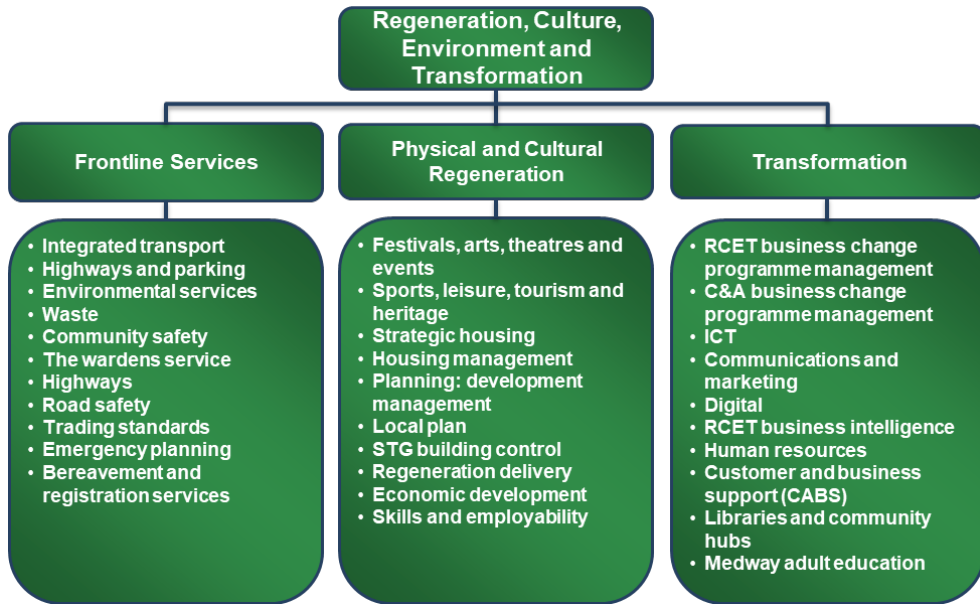 Regeneration, Culture,
Environment and
Transformation
Frontline Services
Physical and Cultural
Regeneration
Transformation
• Integrated transport
• Highways and parking
• Environmental services
• Waste
• Community safety
• The wardens service
• Highways
• Road safety
• Trading standards
• Emergency planning
• Bereavement and
registration services
• Festivals, arts, theatres and
events
• Sports, leisure, tourism and
heritage
• Strategic housing
• Housing management
• Planning: development
management
• Local plan
• STG building control
• Regeneration delivery
• Economic development
• Skills and employability
• RCET business change
programme management
• C&A business change
programme management
• ICT
• Communications and
marketing
• Digital
• RCET business intelligence
• Human resources
• Customer and business
support (CABS)
• Libraries and community
hubs
• Medway adult education